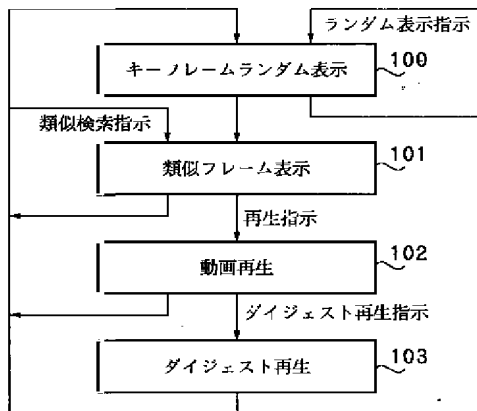 ランダム表示指示
キーフレームランダム表示
100
類似検索指示
類似フレーム表示
101
再生指示
動画再生
102
ダイジェスト再生指示
ダイジェスト再生
103